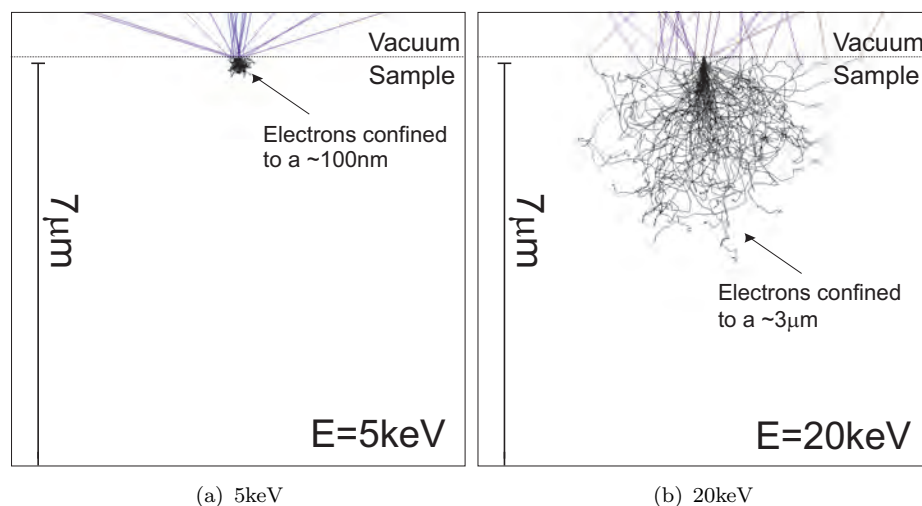 Vacuum
Sample
Electrons confined
to a ~100nm
7μm
E=5keV
(a) 5keV
Vacuum
Sample
7μm
Electrons confined
to a ~3μm
E=20keV
(b) 20keV